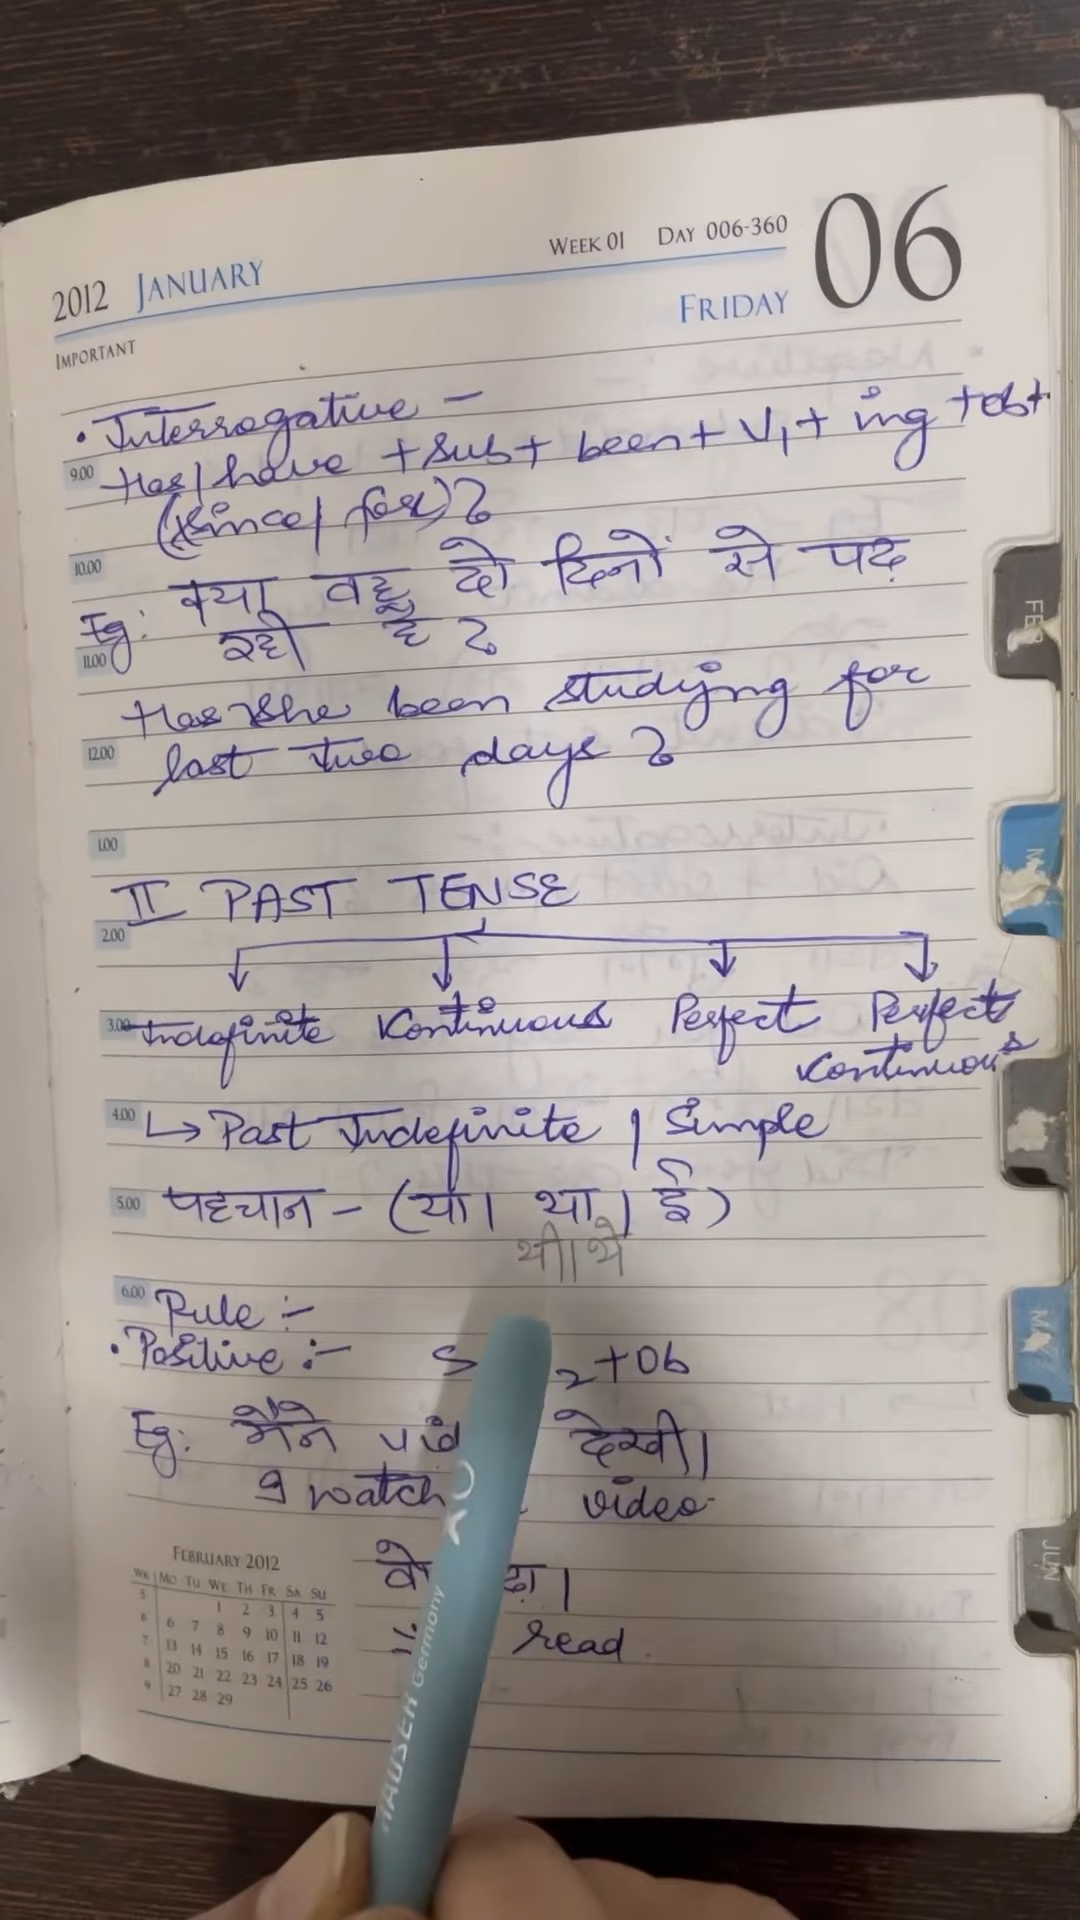 2012 JANUARY WEEK 01 DAY 006-360 06
FRIDAY
IMPORTANT
• Interrogative -
9.00 Has/have + Sub + been + V1 + ing + ob +
(since/ for)?
10.00
Eg: क्या वह दो दिनों से पढ़
11.00 रही है ?
Has she been studying for
12.00 last two days ?
1.00
II PAST TENSE
2.00
3.00 Indefinite Continuous Perfect Perfect
Continuous
4.00 ↳ Past Indefinite / Simple
5.00 पहचान - (या। था। ई)
थी।थे
6.00 Rule :-
• Positive :- S 2 + Ob
Eg: मैंने देखी।
I watch video
FEBRUARY 2012
WK MO TU WE TH FR SA SU
5 1 2 3 4 5
6 6 7 8 9 10 11 12
7 13 14 15 16 17 18 19
8 20 21 22 23 24 25 26
9 27 28 29
read.
HAUSER Germany XO
FEB
JUN